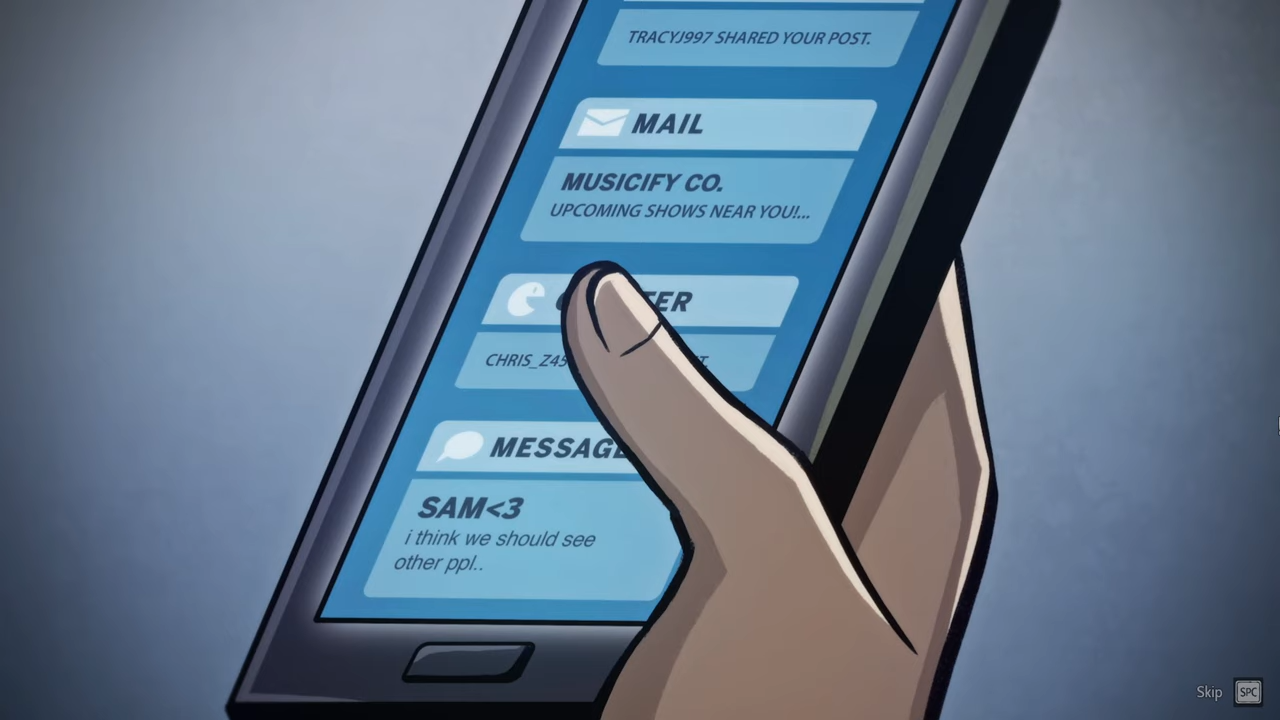 TRACYJ997 SHARED YOUR POST.
MAIL
MUSICIFY CO.
UPCOMING SHOWS NEAR YOU!...
CHRIS_Z45
MESSAGE
SAM<3
i think we should see
other ppl..
Skip SPC